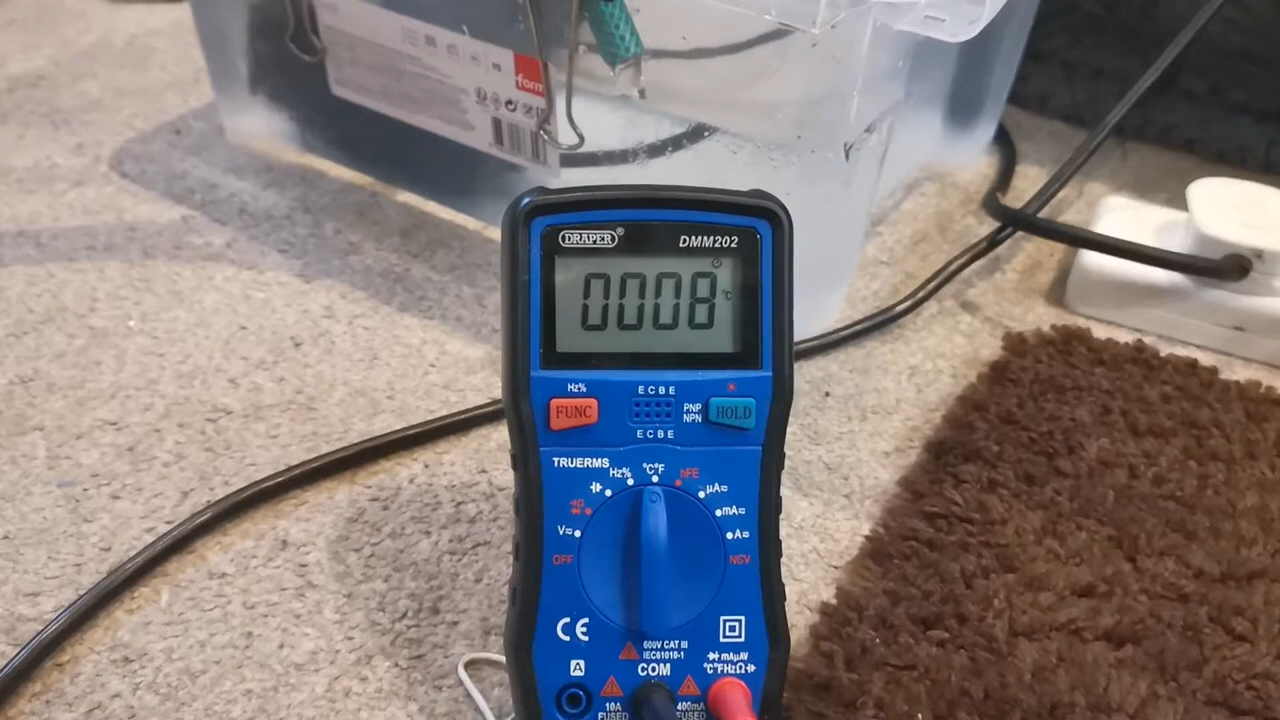 form
DRAPER® DMM202
0008 °C
Hz%
E C B E
FUNC
PNP
NPN
HOLD
E C B E
TRUERMS
Hz%
°C°F
hFE
µA
mA
V
A
OFF
NCV
CE
600V CAT III
IEC61010-1
COM
mAµAV
°C°FHzΩ
A
10A
FUSED
400mA
FUSED